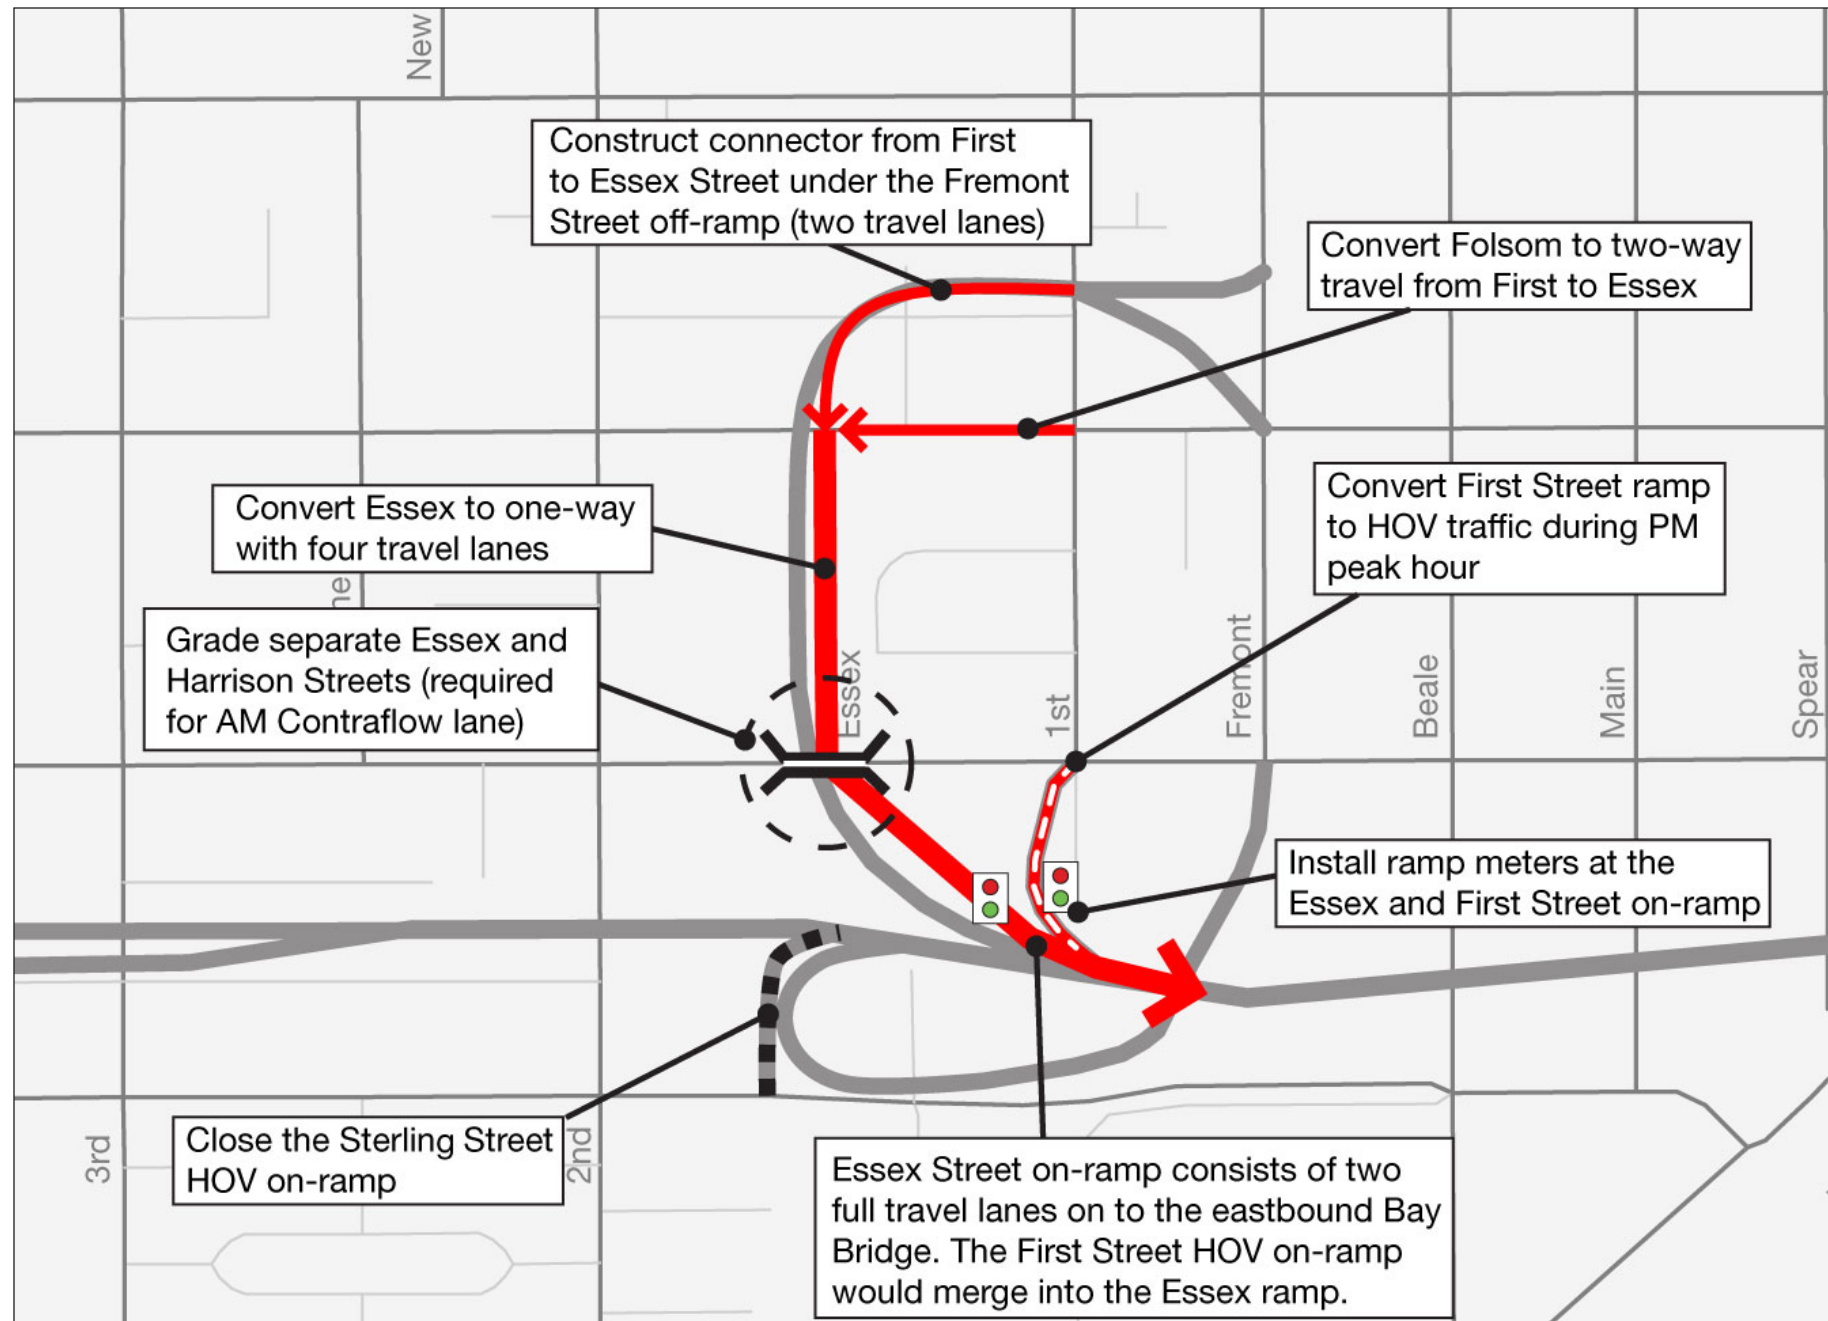 New
Construct connector from First
to Essex Street under the Fremont
Street off-ramp (two travel lanes)
Convert Folsom to two-way
travel from First to Essex
Convert First Street ramp
to HOV traffic during PM
peak hour
Convert Essex to one-way
with four travel lanes
ne
Grade separate Essex and
Harrison Streets (required
for AM Contraflow lane)
Essex
1st
Fremont
Beale
Main
Spear
Install ramp meters at the
Essex and First Street on-ramp
3rd
Close the Sterling Street
HOV on-ramp
2nd
Essex Street on-ramp consists of two
full travel lanes on to the eastbound Bay
Bridge. The First Street HOV on-ramp
would merge into the Essex ramp.